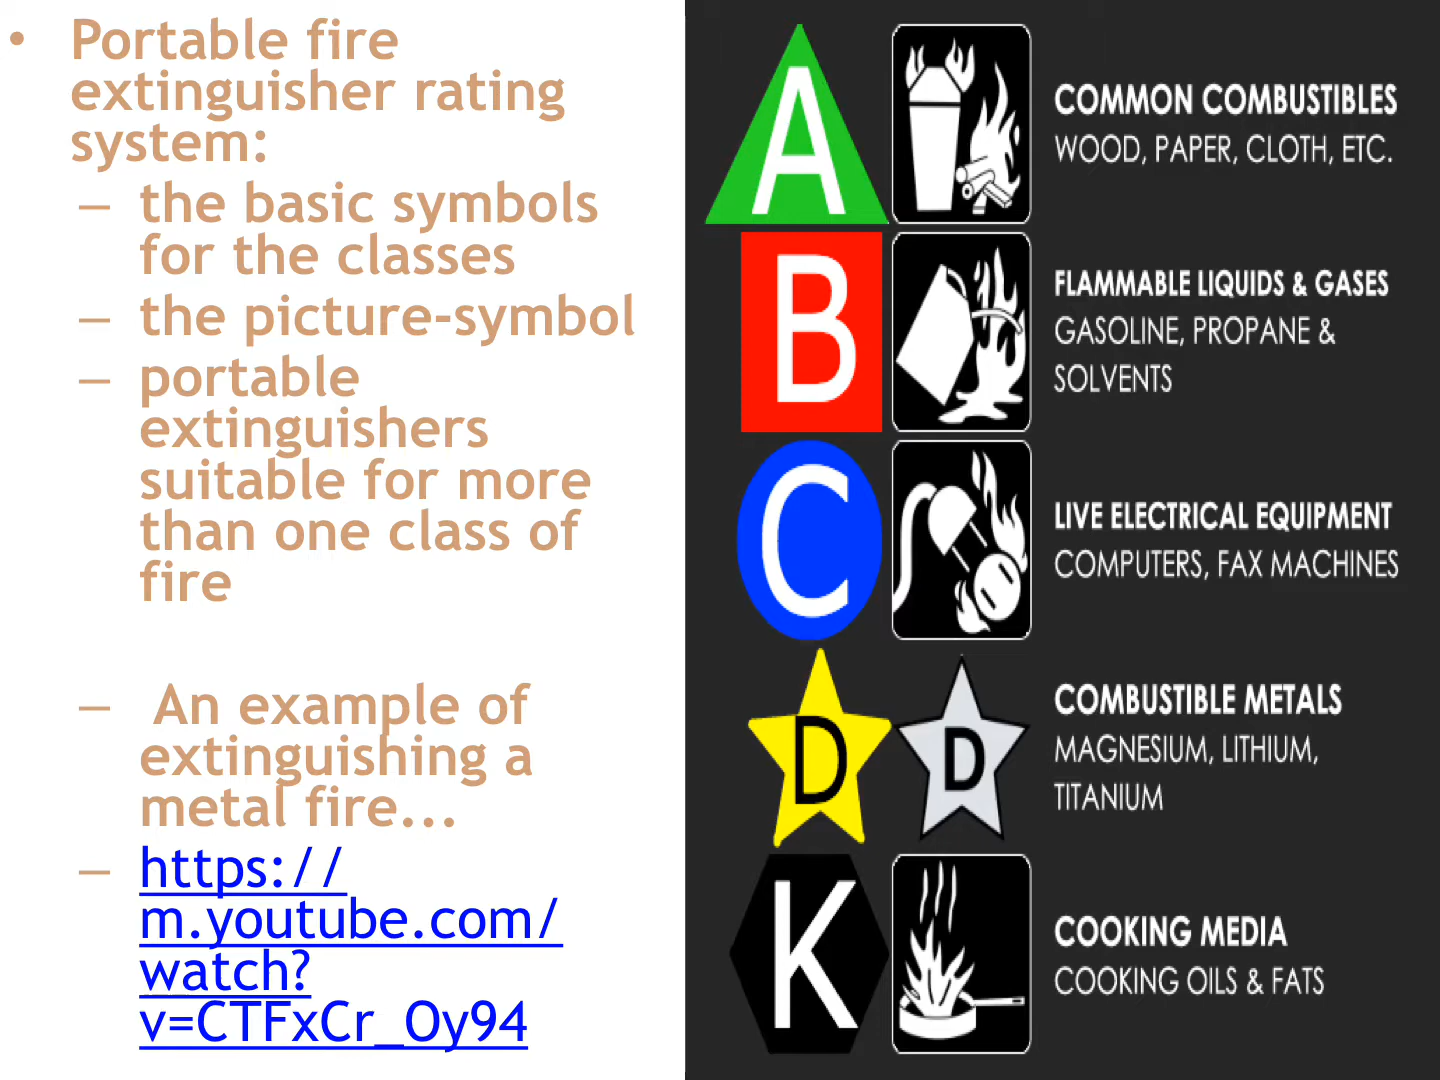 • Portable fire
extinguisher rating
system:
– the basic symbols
for the classes
– the picture-symbol
– portable
extinguishers
suitable for more
than one class of
fire
– An example of
extinguishing a
metal fire...
– https://
m.youtube.com/
watch?
v=CTFxCr_Oy94
A
COMMON COMBUSTIBLES
WOOD, PAPER, CLOTH, ETC.
B
FLAMMABLE LIQUIDS & GASES
GASOLINE, PROPANE &
SOLVENTS
C
LIVE ELECTRICAL EQUIPMENT
COMPUTERS, FAX MACHINES
D D
COMBUSTIBLE METALS
MAGNESIUM, LITHIUM,
TITANIUM
K
COOKING MEDIA
COOKING OILS & FATS